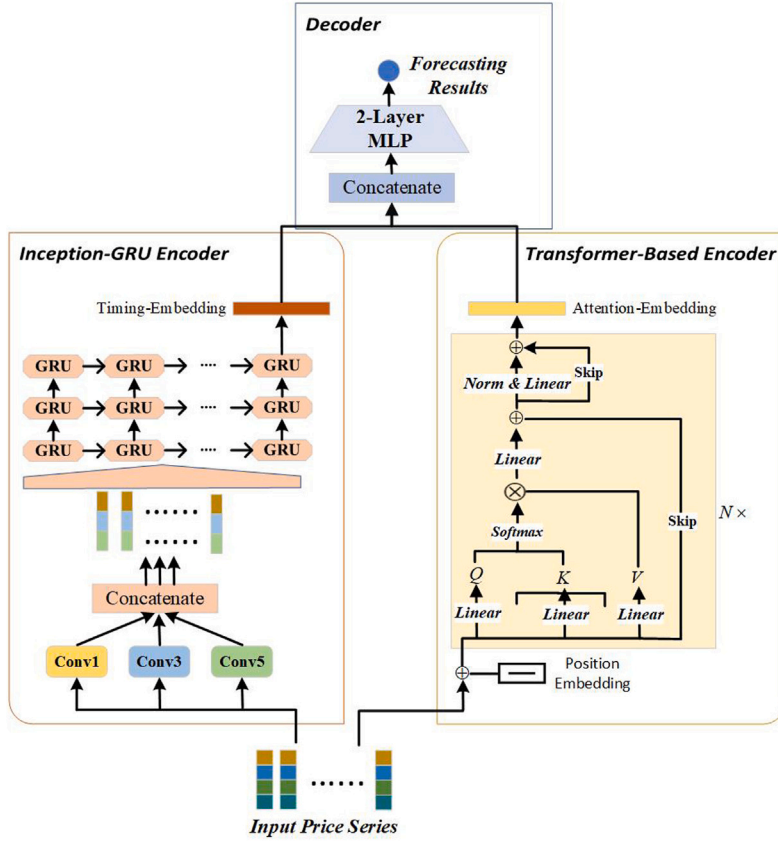 Decoder
Forecasting
Results
2-Layer
MLP
Concatenate
Inception-GRU Encoder
Timing-Embedding
GRU GRU .... GRU
GRU GRU .... GRU
GRU GRU .... GRU
......
......
Concatenate
Conv1 Conv3 Conv5
Transformer-Based Encoder
Attention-Embedding
Skip
Norm & Linear
Linear
Softmax
Skip
N ×
Q K V
Linear Linear Linear
Position
Embedding
......
Input Price Series